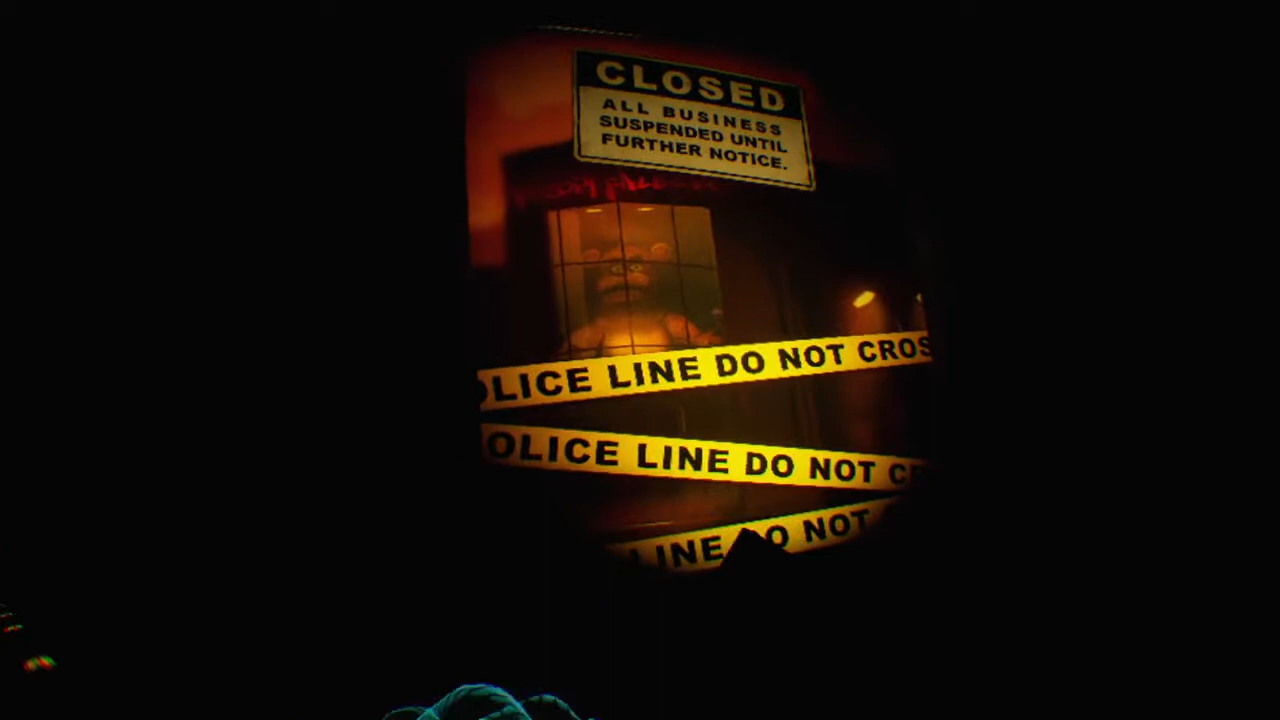 CLOSED
ALL BUSINESS
SUSPENDED UNTIL
FURTHER NOTICE.
OLICE LINE DO NOT CROS
OLICE LINE DO NOT
LINE DO NOT